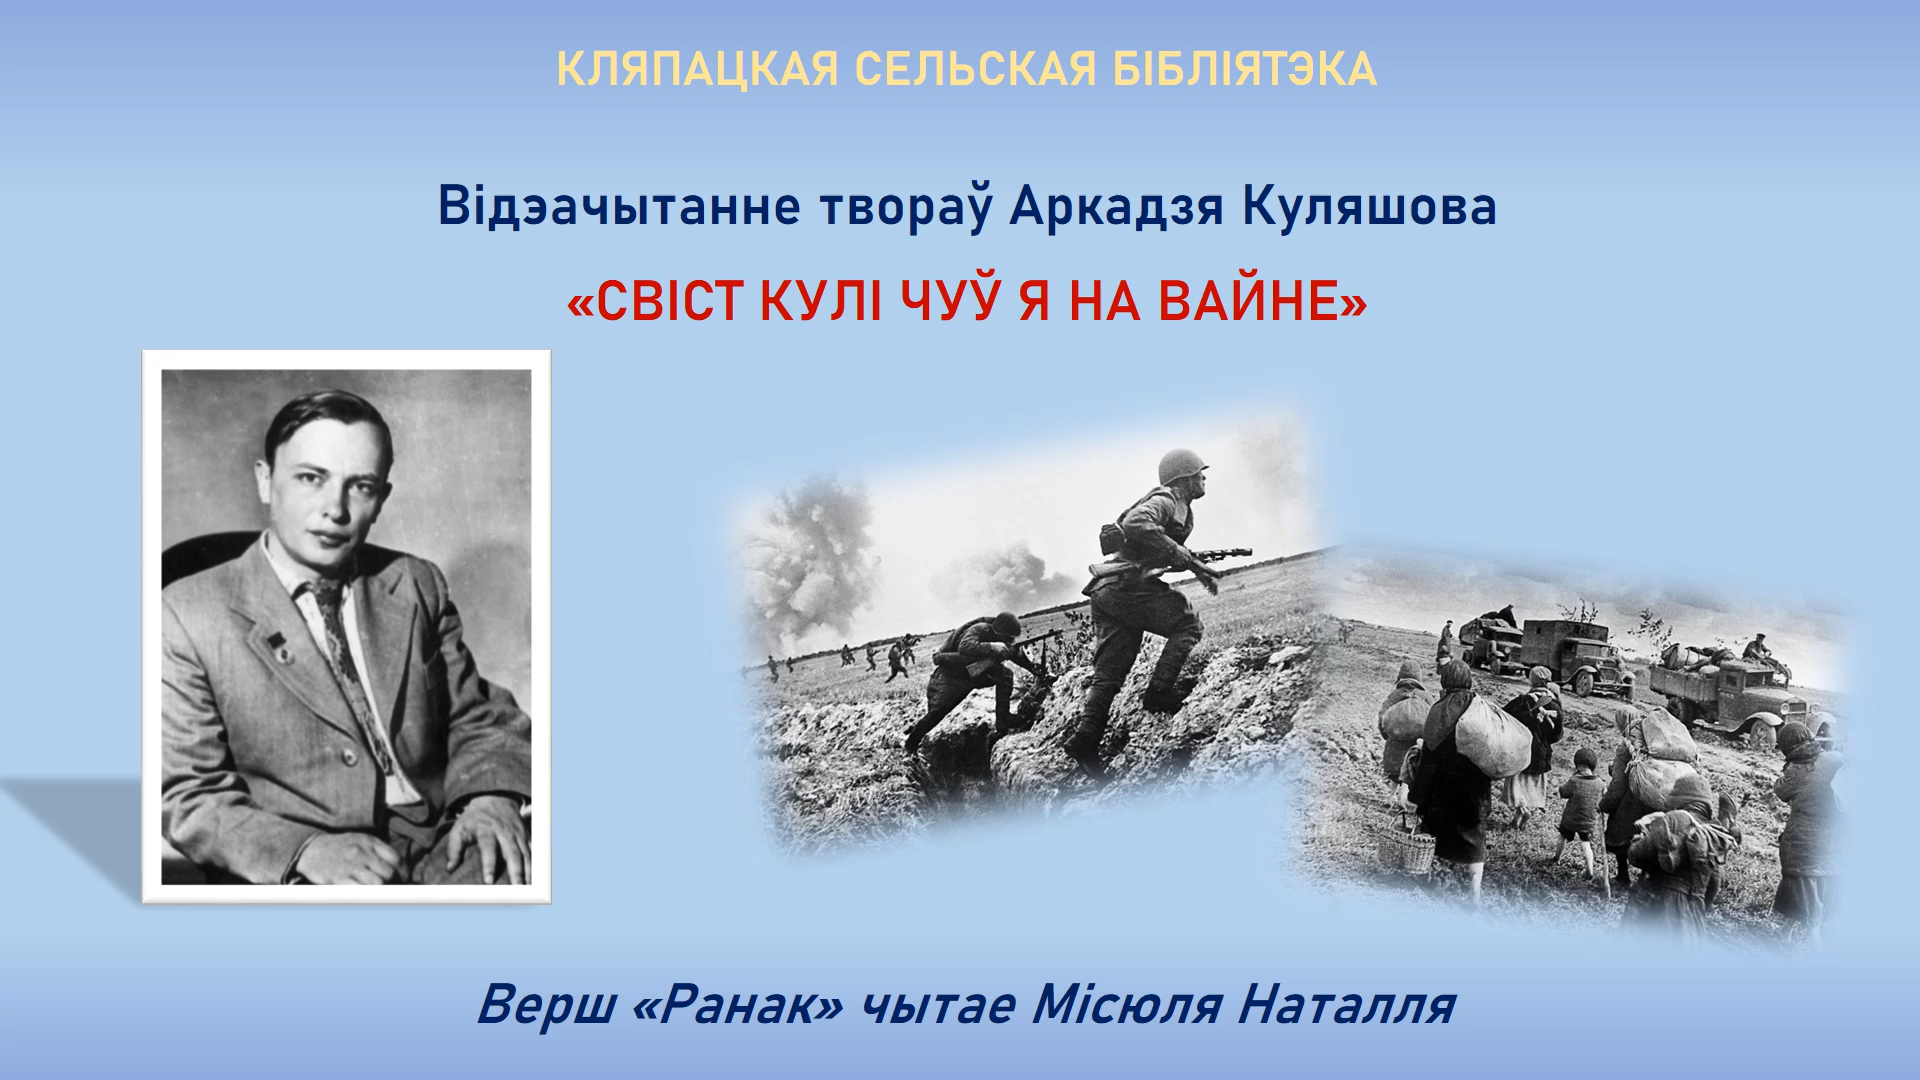 КЛЯПАЦКАЯ СЕЛЬСКАЯ БІБЛІЯТЭКА
Відэачытанне твораў Аркадзя Куляшова
«СВІСТ КУЛІ ЧУЎ Я НА ВАЙНЕ»
Верш «Ранак» чытае Місюля Наталля